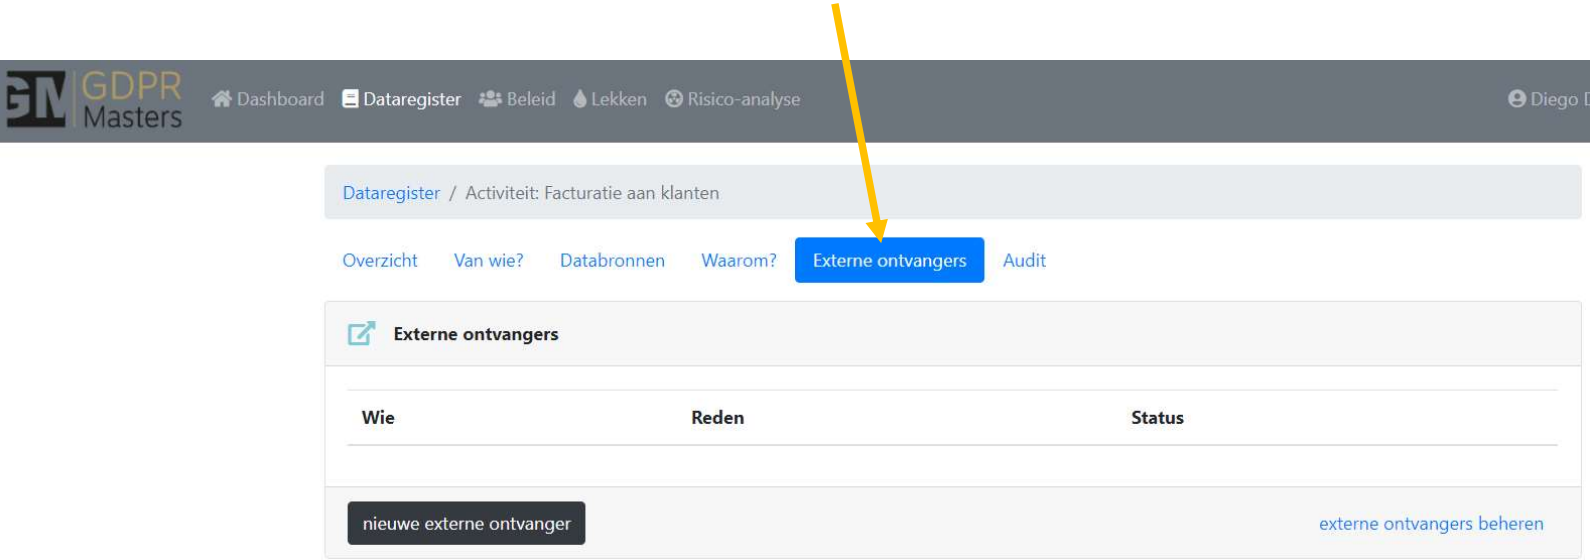 GM GDPR Masters
Dashboard Dataregister Beleid Lekken Risico-analyse Diego
Dataregister / Activiteit: Facturatie aan klanten
Overzicht Van wie? Databronnen Waarom? Externe ontvangers Audit
Externe ontvangers
Wie Reden Status
nieuwe externe ontvanger externe ontvangers beheren